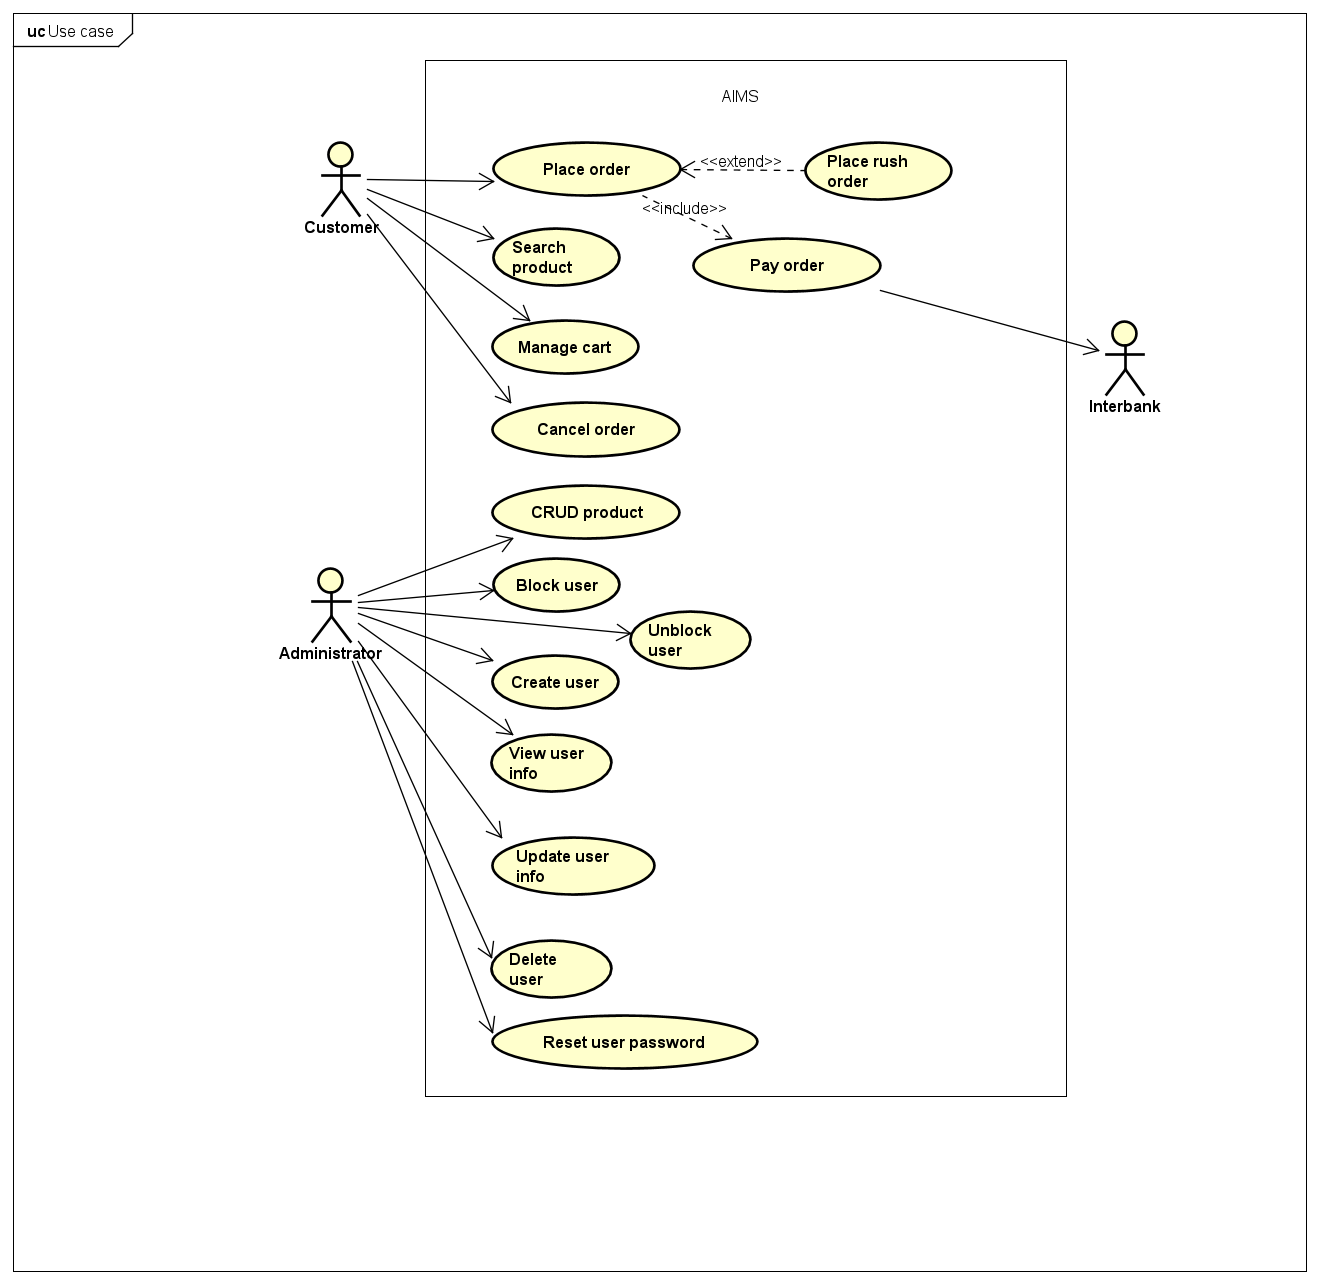 uc Use case
AIMS
Place order
<<extend>>
Place rush
order
Customer
<<include>>
Search
product
Pay order
Manage cart
Interbank
Cancel order
CRUD product
Block user
Unblock
user
Administrator
Create user
View user
info
Update user
info
Delete
user
Reset user password